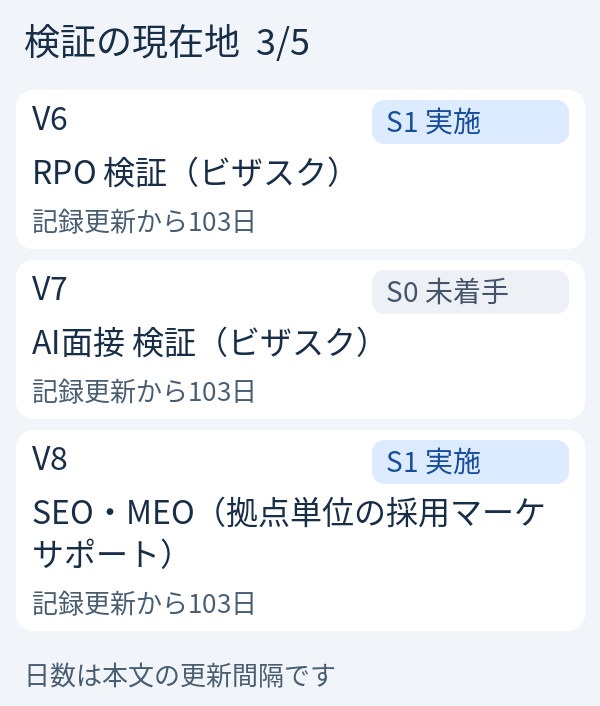 検証の現在地 3/5
V6
S1 実施
RPO 検証（ビザスク）
記録更新から103日
V7
S0 未着手
AI面接 検証（ビザスク）
記録更新から103日
V8
S1 実施
SEO・MEO（拠点単位の採用マーケ
サポート）
記録更新から103日
日数は本文の更新間隔です